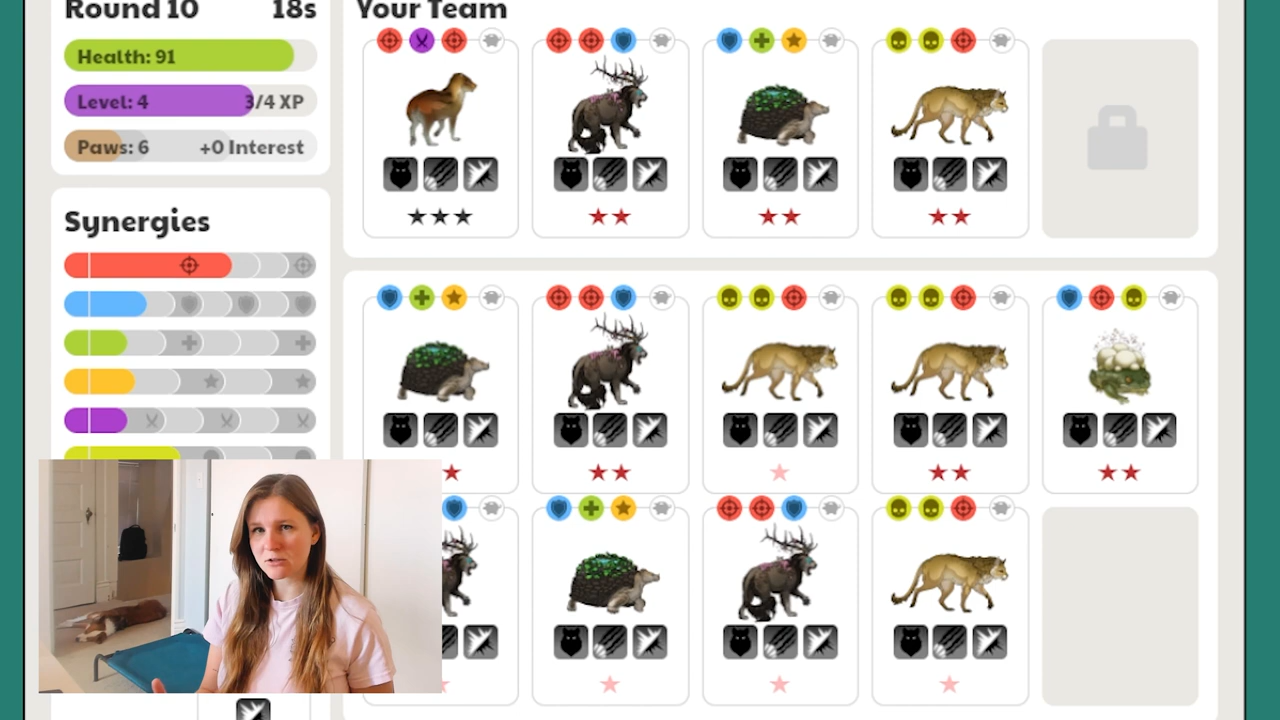 Round 10 18s
Health: 91
Level: 4 3/4 XP
Paws: 6 +0 Interest
Synergies
Your Team